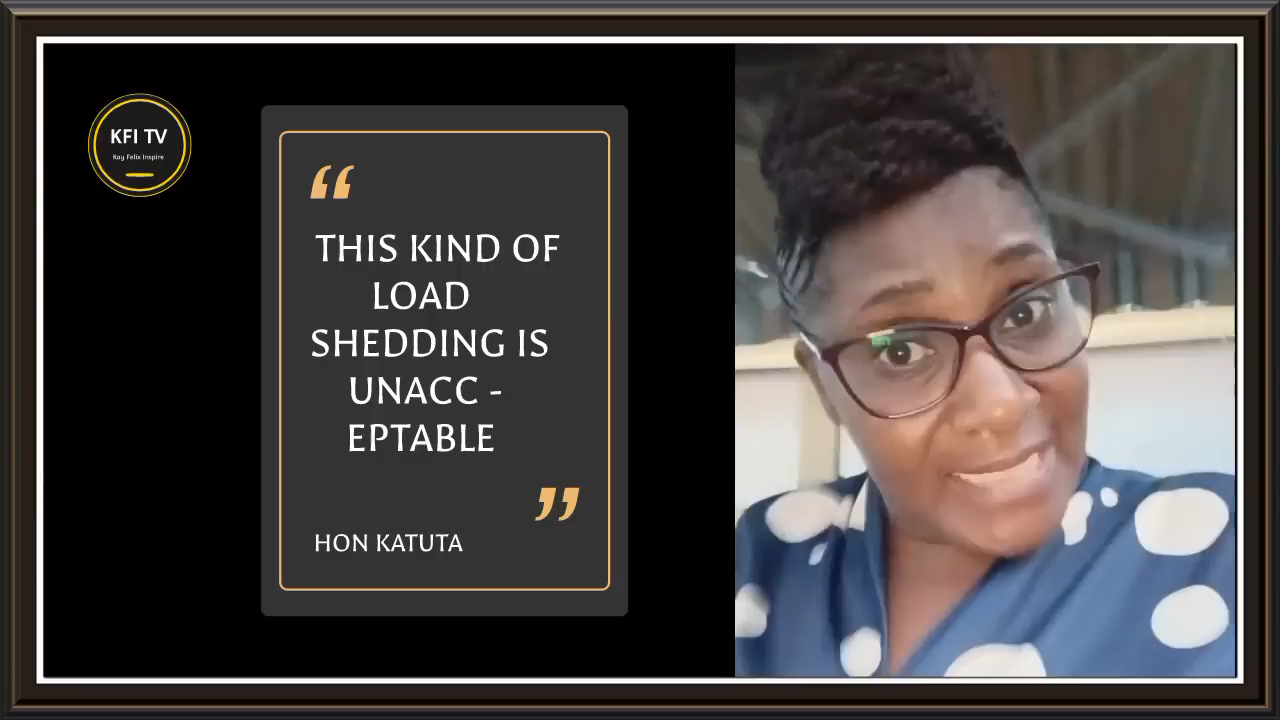 KFI TV
Kay Felix Inspire
“
THIS KIND OF
LOAD
SHEDDING IS
UNACC -
EPTABLE
”
HON KATUTA